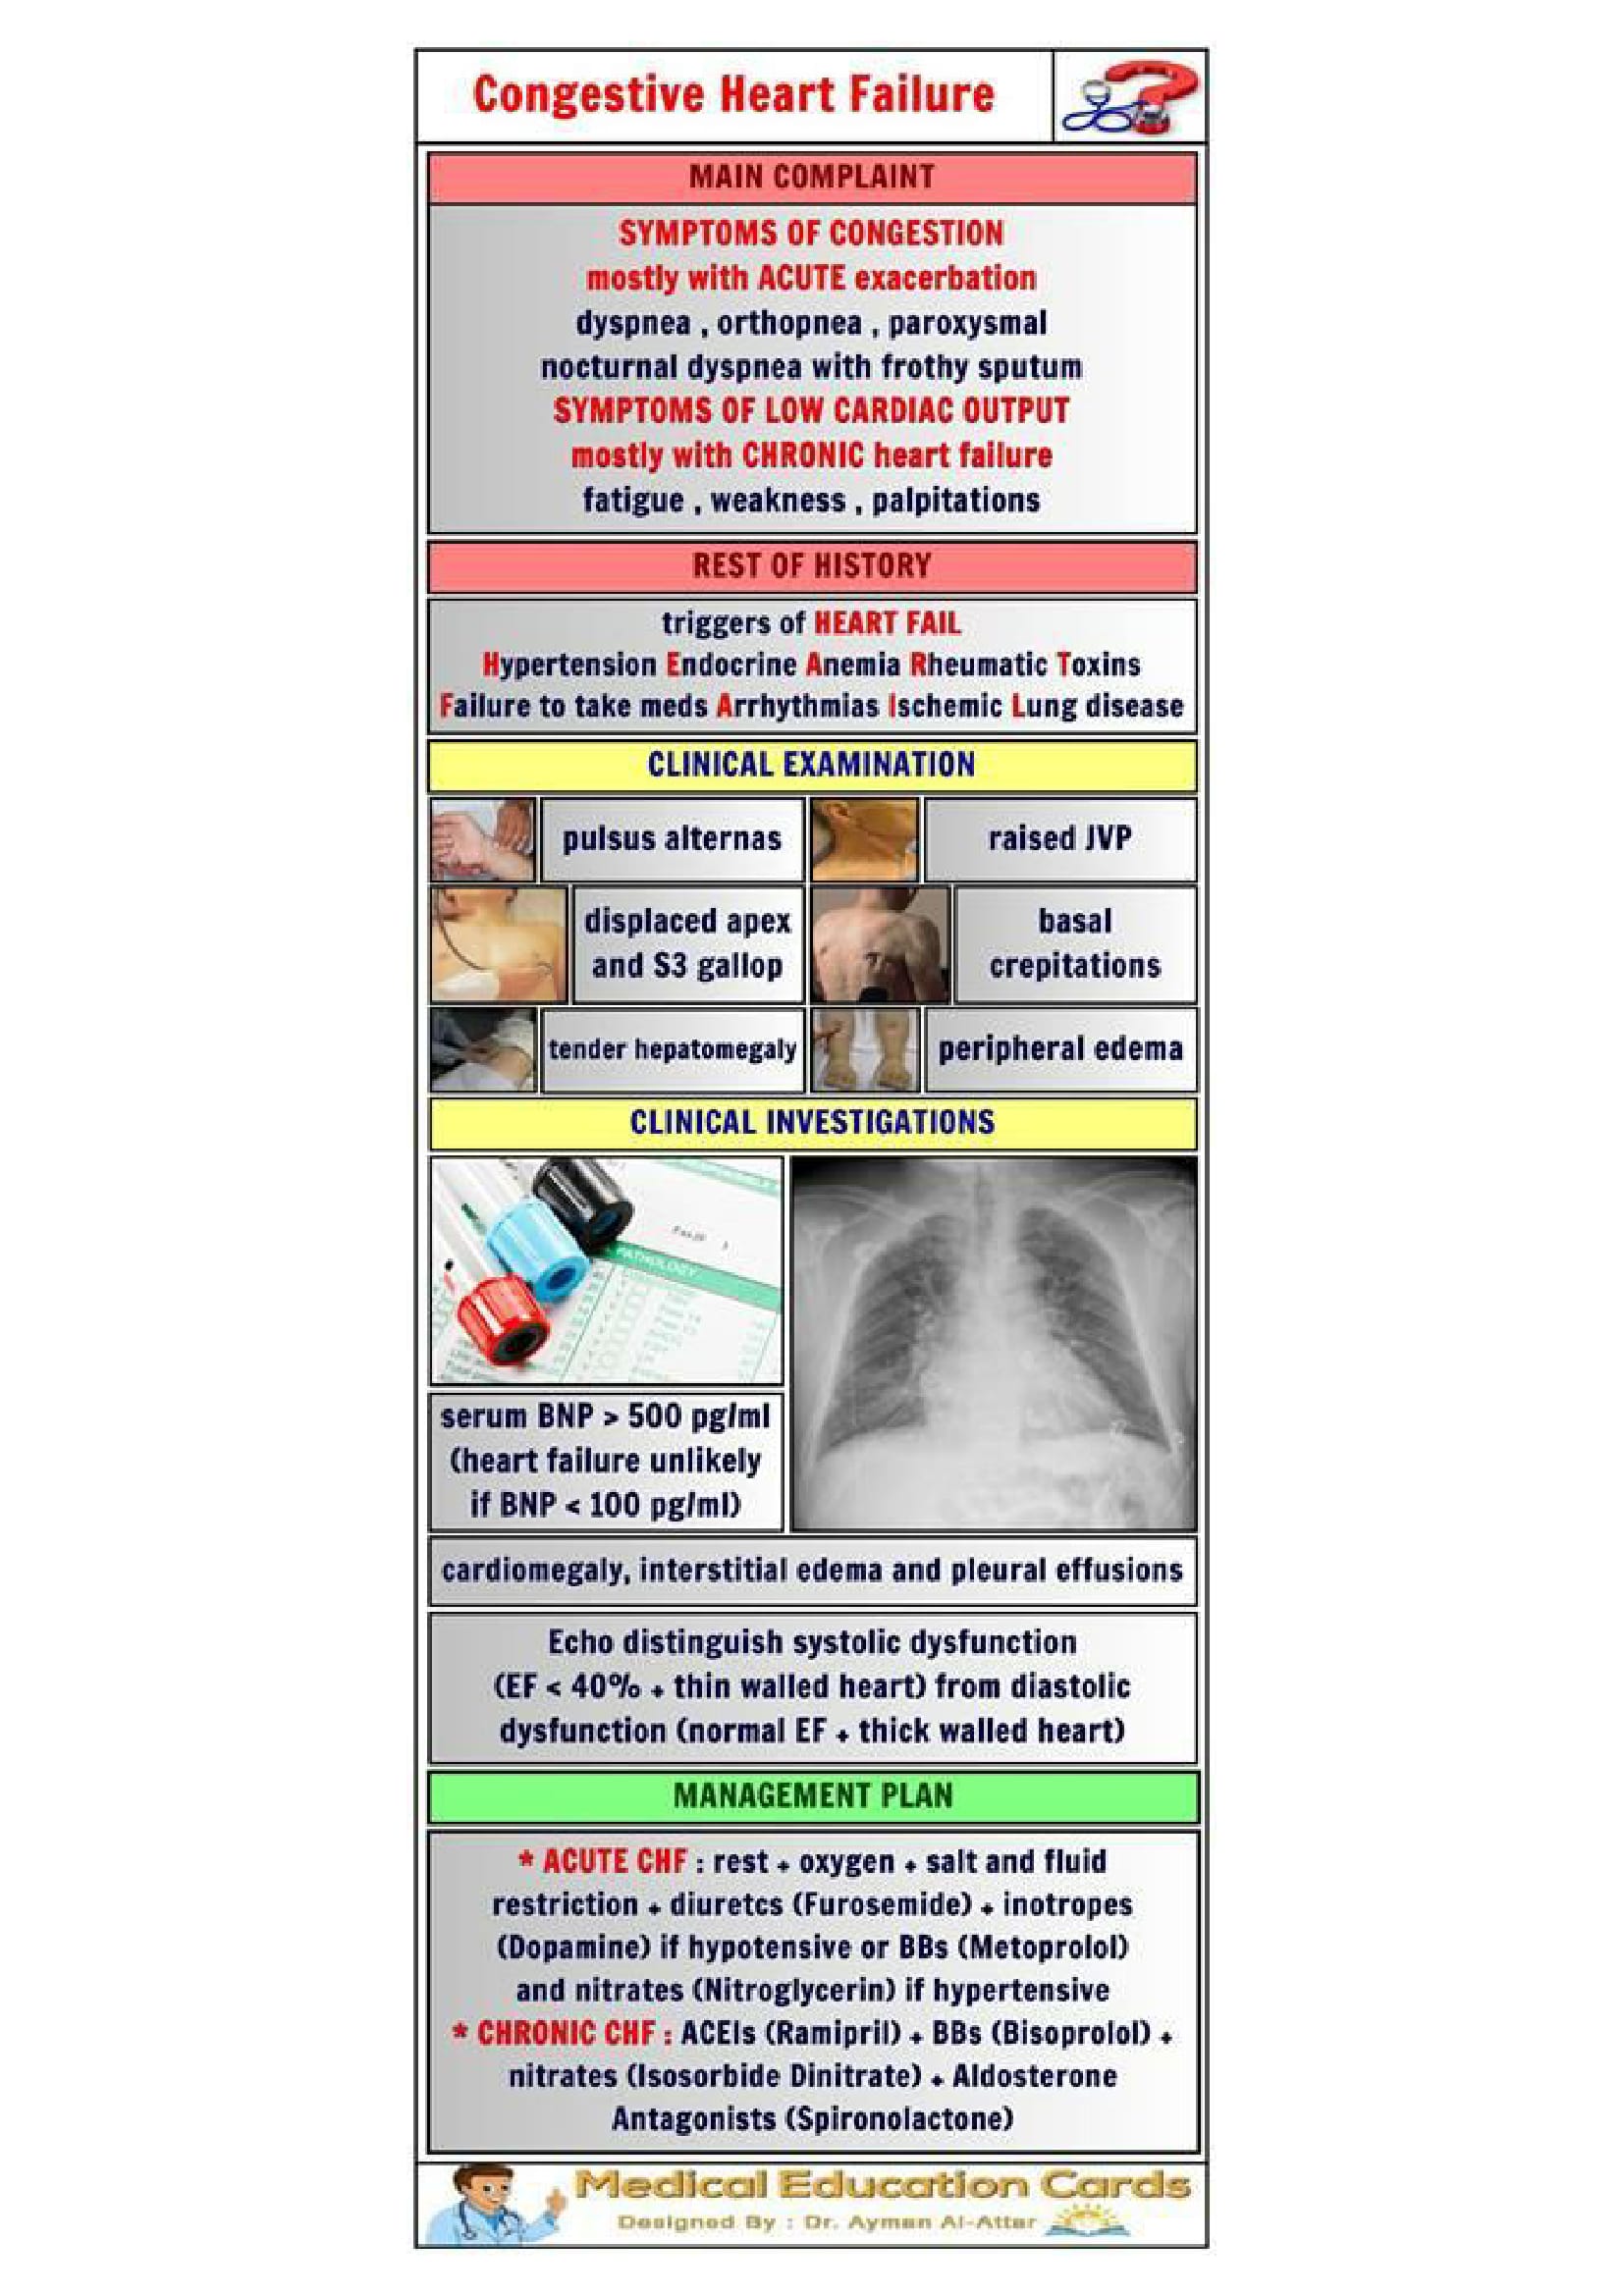 Congestive Heart Failure
MAIN COMPLAINT
SYMPTOMS OF CONGESTION
mostly with ACUTE exacerbation
dyspnea , orthopnea , paroxysmal
nocturnal dyspnea with frothy sputum
SYMPTOMS OF LOW CARDIAC OUTPUT
mostly with CHRONIC heart failure
fatigue , weakness , palpitations
REST OF HISTORY
triggers of HEART FAIL
Hypertension Endocrine Anemia Rheumatic Toxins
Failure to take meds Arrhythmias Ischemic Lung disease
CLINICAL EXAMINATION
pulsus alternas
raised JVP
displaced apex
and S3 gallop
basal
crepitations
tender hepatomegaly
peripheral edema
CLINICAL INVESTIGATIONS
PATHOLOGY
serum BNP > 500 pg/ml
(heart failure unlikely
if BNP < 100 pg/ml)
cardiomegaly, interstitial edema and pleural effusions
Echo distinguish systolic dysfunction
(EF < 40% + thin walled heart) from diastolic
dysfunction (normal EF + thick walled heart)
MANAGEMENT PLAN
* ACUTE CHF : rest + oxygen + salt and fluid
restriction + diuretcs (Furosemide) + inotropes
(Dopamine) if hypotensive or BBs (Metoprolol)
and nitrates (Nitroglycerin) if hypertensive
* CHRONIC CHF : ACEIs (Ramipril) + BBs (Bisoprolol) +
nitrates (Isosorbide Dinitrate) + Aldosterone
Antagonists (Spironolactone)
Medical Education Cards
Designed By : Dr. Ayman Al-Attar